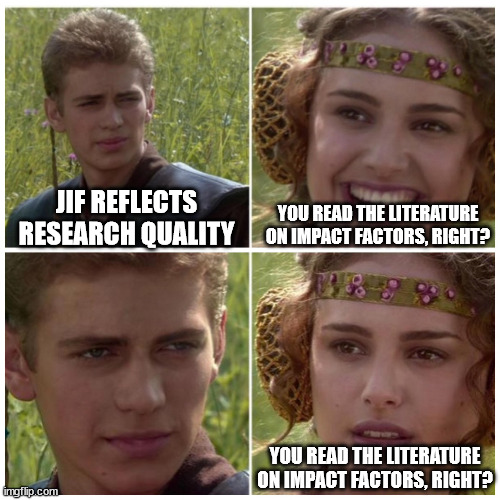 JIF REFLECTS
RESEARCH QUALITY
YOU READ THE LITERATURE
ON IMPACT FACTORS, RIGHT?
YOU READ THE LITERATURE
ON IMPACT FACTORS, RIGHT?
imgflip.com